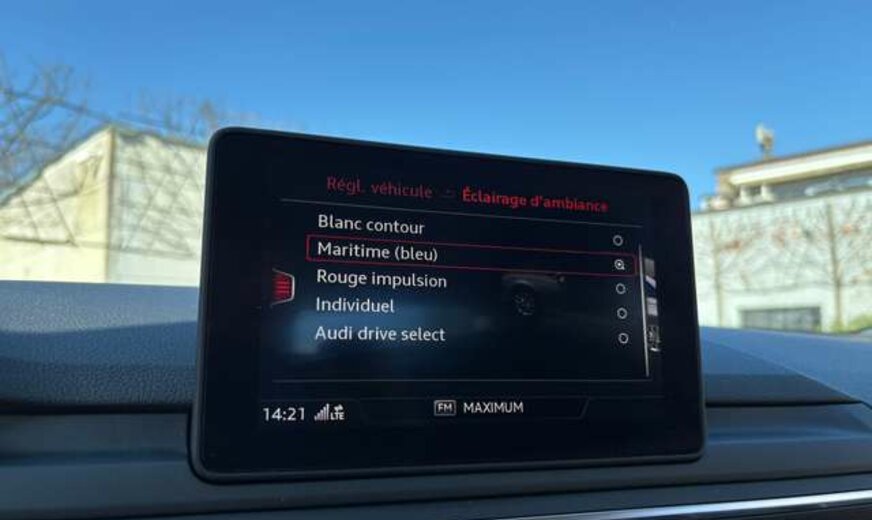 Régl. véhicule Éclairage d'ambiance
Blanc contour
Maritime (bleu)
Rouge impulsion
Individuel
Audi drive select
14:21 LTE FM MAXIMUM